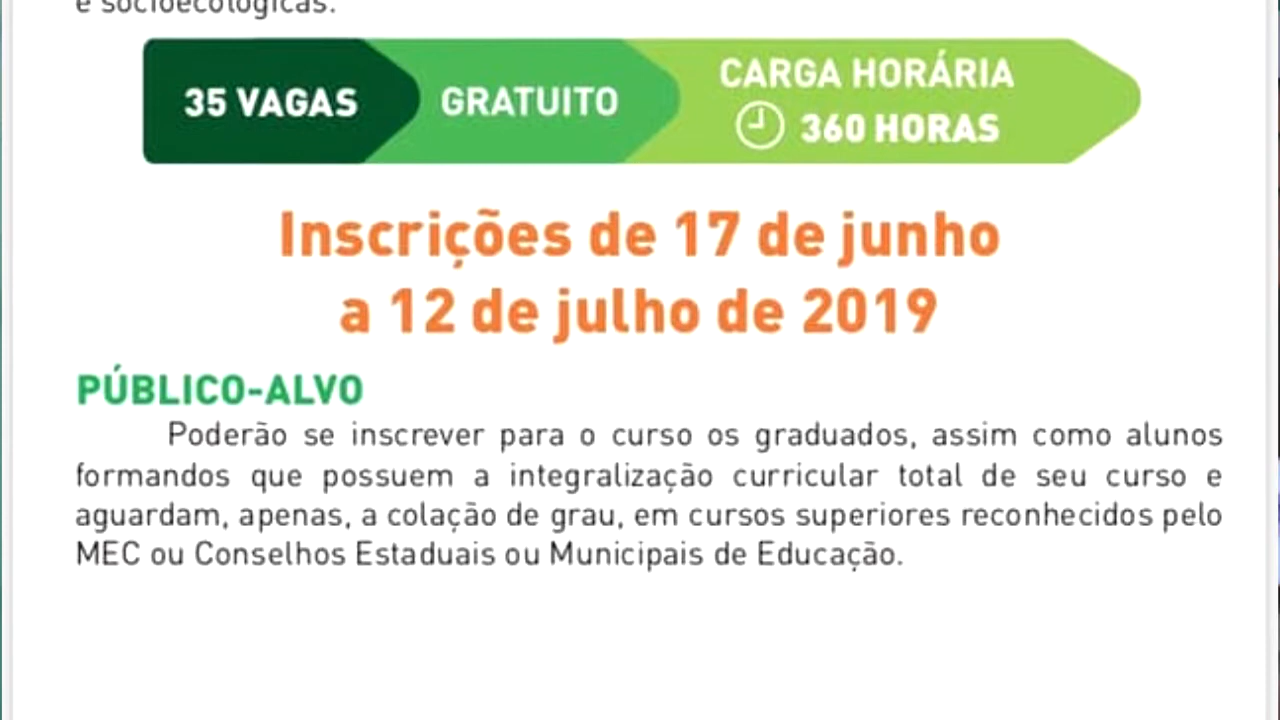 e socioecológicas.
35 VAGAS
GRATUITO
CARGA HORÁRIA
360 HORAS
Inscrições de 17 de junho
a 12 de julho de 2019
PÚBLICO-ALVO
Poderão se inscrever para o curso os graduados, assim como alunos
formandos que possuem a integralização curricular total de seu curso e
aguardam, apenas, a colação de grau, em cursos superiores reconhecidos pelo
MEC ou Conselhos Estaduais ou Municipais de Educação.